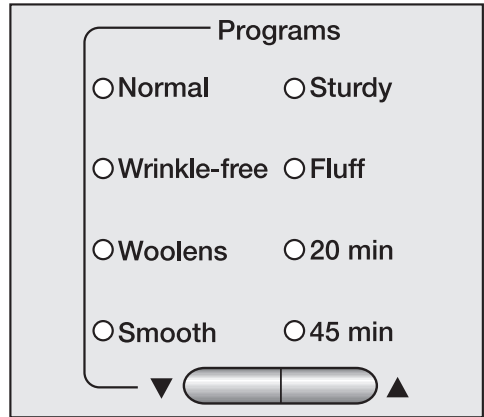 Programs
Normal
Sturdy
Wrinkle-free
Fluff
Woolens
20 min
Smooth
45 min